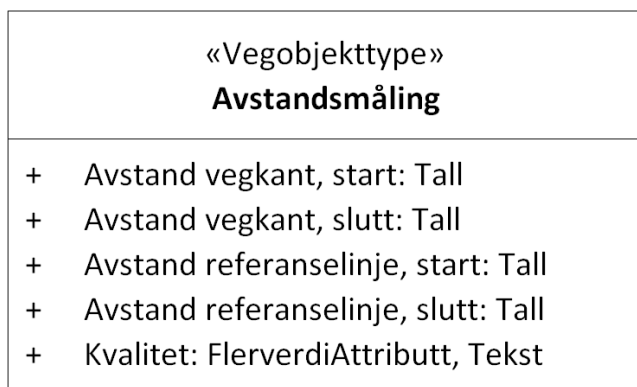 «Vegobjekttype»
Avstandsmåling
+ Avstand vegkant, start: Tall
+ Avstand vegkant, slutt: Tall
+ Avstand referanselinje, start: Tall
+ Avstand referanselinje, slutt: Tall
+ Kvalitet: FlerverdiAttributt, Tekst